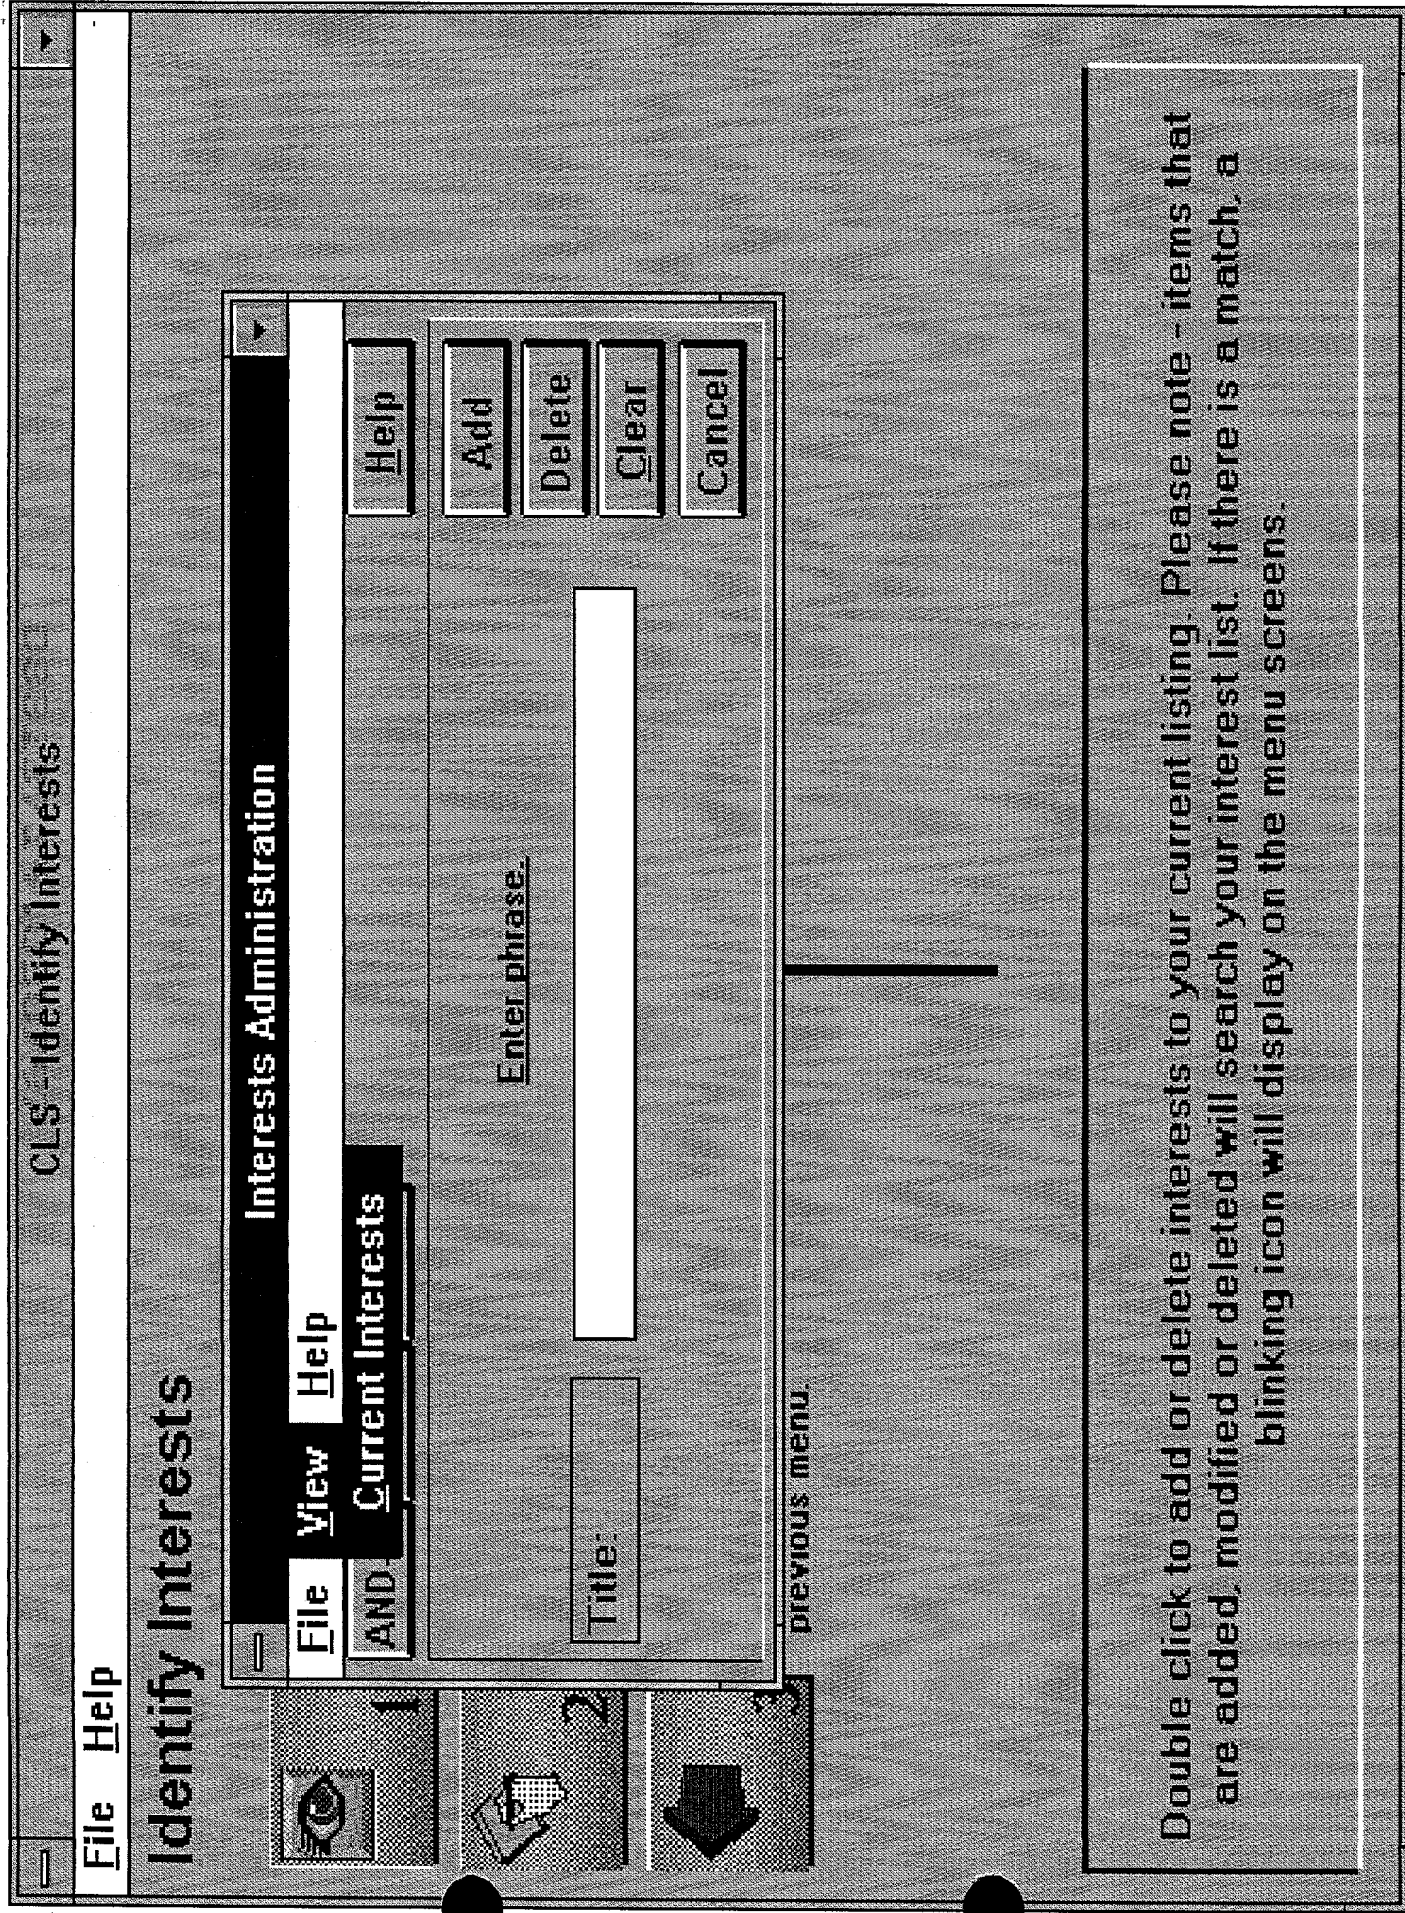 CLS - Identify Interests
File Help
Identify Interests
Interests Administration
File View Help
Current Interests
AND
Help
Enter phrase.
Title:
Add
Delete
Clear
Cancel
1
2
3
previous menu.
Double click to add or delete interests to your current listing. Please note - items that
are added, modified or deleted will search your interest list. If there is a match, a
blinking icon will display on the menu screens.